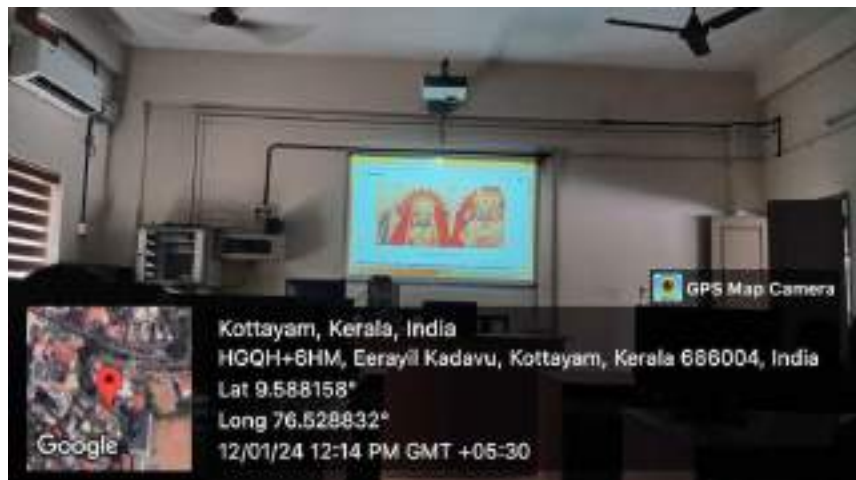 GPS Map Camera
Kottayam, Kerala, India
HGQH+6HM, Eerayil Kadavu, Kottayam, Kerala 686004, India
Lat 9.588158°
Long 76.528832°
12/01/24 12:14 PM GMT +05:30
Google